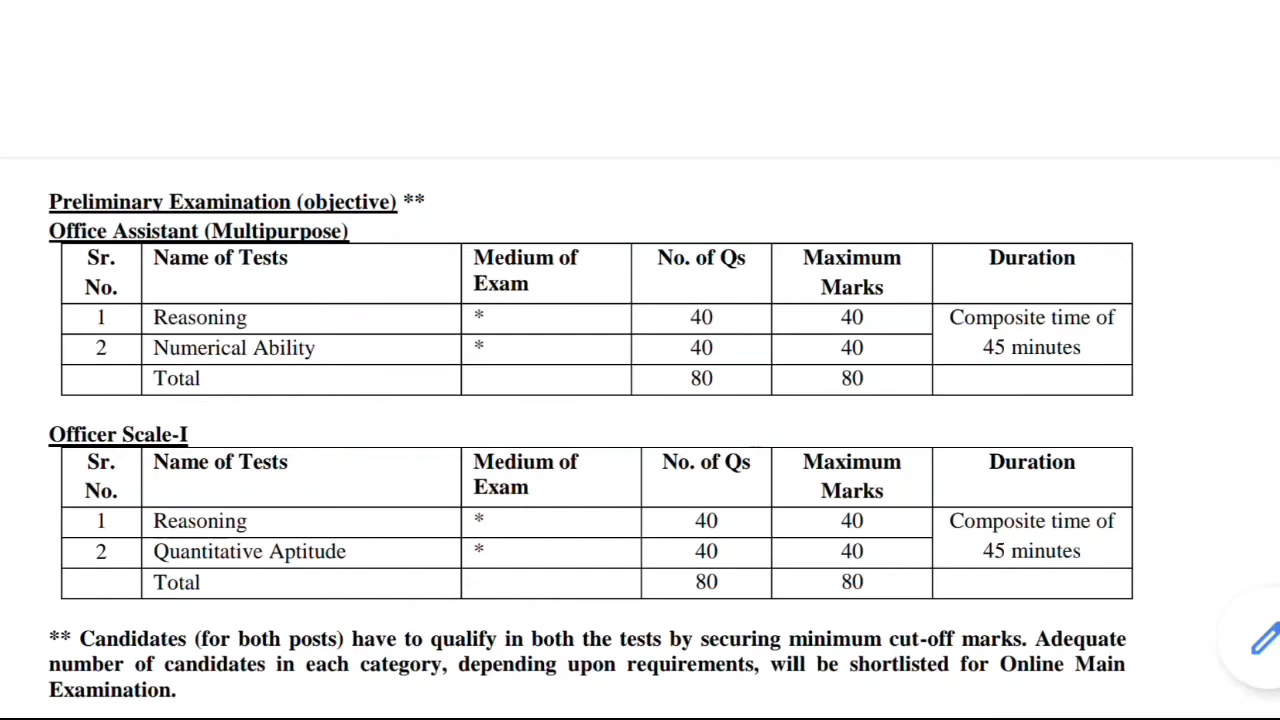 Preliminary Examination (objective) **
Office Assistant (Multipurpose)
Sr. No. Name of Tests Medium of Exam No. of Qs Maximum Marks Duration
1 Reasoning * 40 40 Composite time of 45 minutes
2 Numerical Ability * 40 40
Total 80 80
Officer Scale-I
Sr. No. Name of Tests Medium of Exam No. of Qs Maximum Marks Duration
1 Reasoning * 40 40 Composite time of 45 minutes
2 Quantitative Aptitude * 40 40
Total 80 80
** Candidates (for both posts) have to qualify in both the tests by securing minimum cut-off marks. Adequate
number of candidates in each category, depending upon requirements, will be shortlisted for Online Main
Examination.